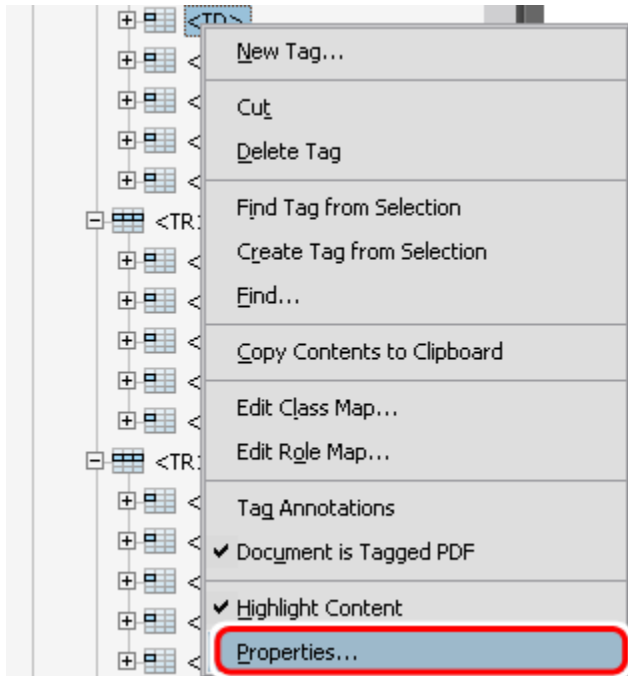 <TD>
New Tag...
Cut
Delete Tag
Find Tag from Selection
Create Tag from Selection
Find...
Copy Contents to Clipboard
Edit Class Map...
Edit Role Map...
Tag Annotations
Document is Tagged PDF
Highlight Content
Properties...
<TR
<TR